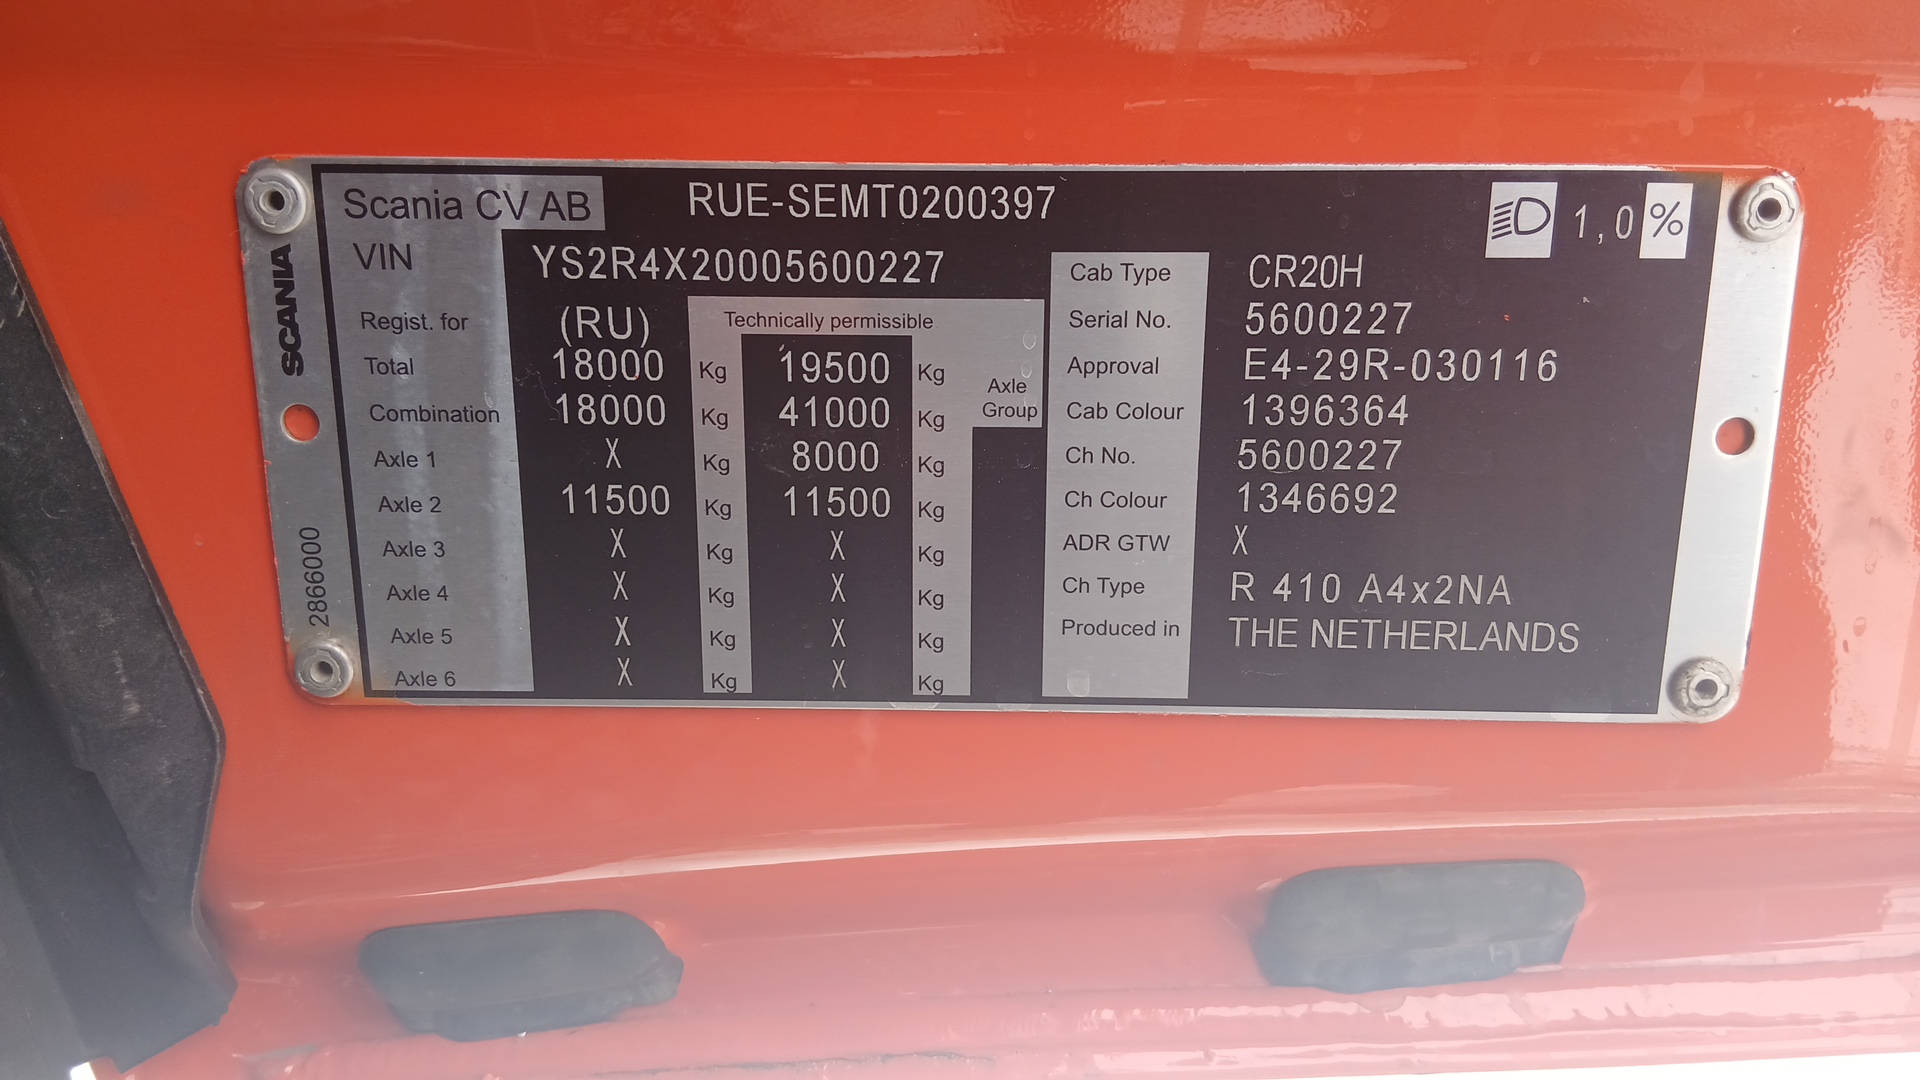 Scania CV AB RUE-SEMT0200397 1,0 %
VIN YS2R4X20005600227
SCANIA
2866000
Regist. for (RU)
Technically permissible
Total 18000 Kg 19500 Kg
Combination 18000 Kg 41000 Kg
Axle Group
Axle 1 X Kg 8000 Kg
Axle 2 11500 Kg 11500 Kg
Axle 3 X Kg X Kg
Axle 4 X Kg X Kg
Axle 5 X Kg X Kg
Axle 6 X Kg X Kg
Cab Type CR20H
Serial No. 5600227
Approval E4-29R-030116
Cab Colour 1396364
Ch No. 5600227
Ch Colour 1346692
ADR GTW X
Ch Type R 410 A4x2NA
Produced in THE NETHERLANDS